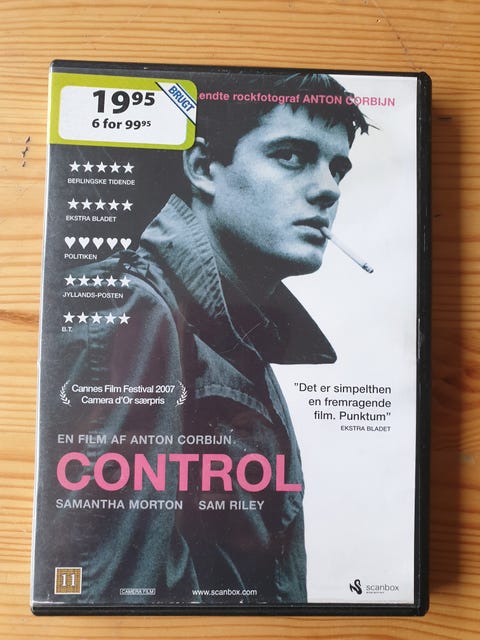 19 95
6 for 99 95
BRUGT
endte rockfotograf ANTON CORBIJN
★★★★★
BERLINGSKE TIDENDE
★★★★★
EKSTRA BLADET
♥♥♥♥♥
POLITIKEN
★★★★★
JYLLANDS-POSTEN
★★★★★
B.T.
Cannes Film Festival 2007
Camera d'Or særpris
"Det er simpelthen
en fremragende
film. Punktum"
EKSTRA BLADET
EN FILM AF ANTON CORBIJN
CONTROL
SAMANTHA MORTON SAM RILEY
11
CAMERA FILM
www.scanbox.com
scanbox